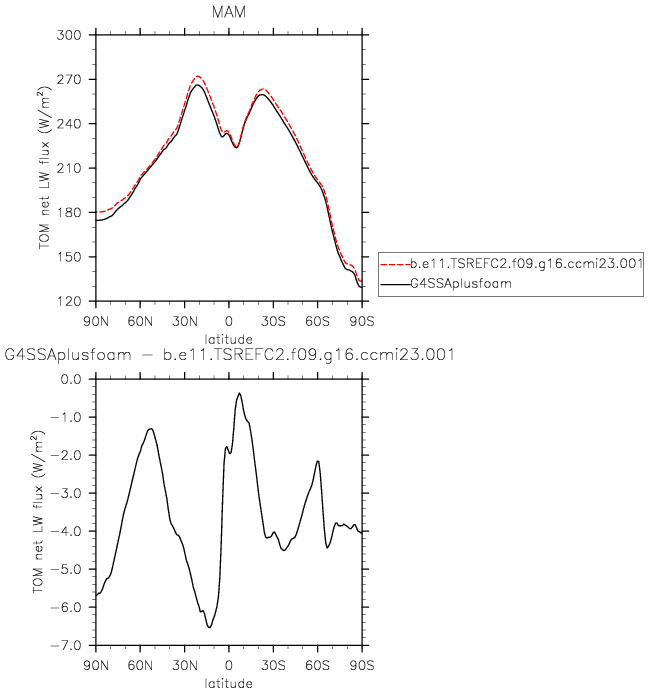 MAM
300
270
240
210
180
150
120
TOM net LW flux (W/m²)
90N 60N 30N 0 30S 60S 90S
latitude
b.e11.TSREFC2.f09.g16.ccmi23.001
G4SSAplusfoam
G4SSAplusfoam − b.e11.TSREFC2.f09.g16.ccmi23.001
0.0
−1.0
−2.0
−3.0
−4.0
−5.0
−6.0
−7.0
TOM net LW flux (W/m²)
90N 60N 30N 0 30S 60S 90S
latitude